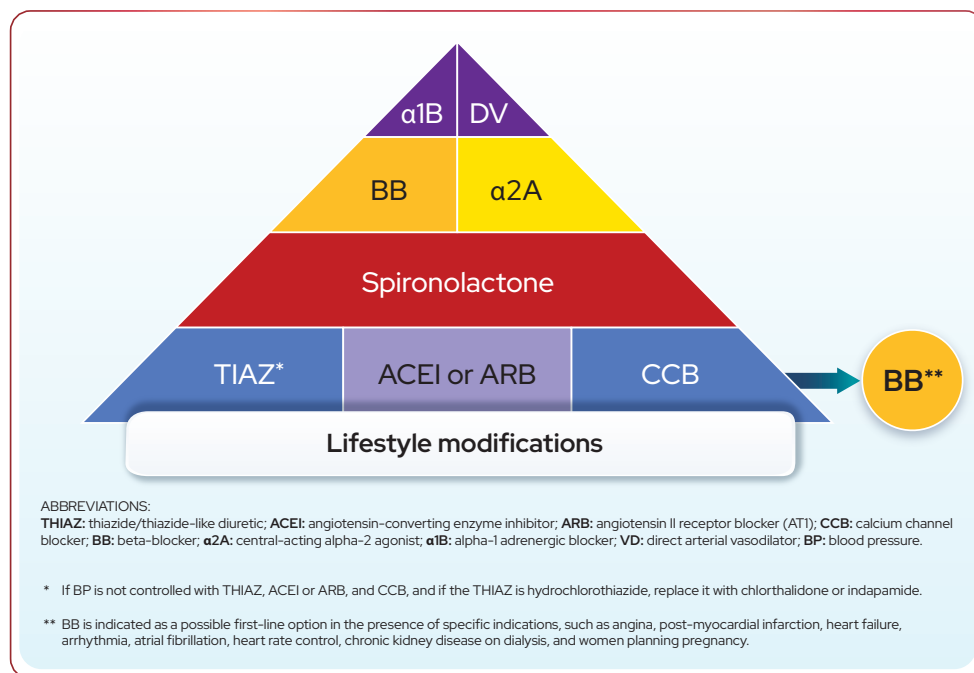 α1B DV
BB α2A
Spironolactone
TIAZ* ACEI or ARB CCB
BB**
Lifestyle modifications
ABBREVIATIONS:
THIAZ: thiazide/thiazide-like diuretic; ACEI: angiotensin-converting enzyme inhibitor; ARB: angiotensin II receptor blocker (AT1); CCB: calcium channel
blocker; BB: beta-blocker; α2A: central-acting alpha-2 agonist; α1B: alpha-1 adrenergic blocker; VD: direct arterial vasodilator; BP: blood pressure.
* If BP is not controlled with THIAZ, ACEI or ARB, and CCB, and if the THIAZ is hydrochlorothiazide, replace it with chlorthalidone or indapamide.
** BB is indicated as a possible first-line option in the presence of specific indications, such as angina, post-myocardial infarction, heart failure,
arrhythmia, atrial fibrillation, heart rate control, chronic kidney disease on dialysis, and women planning pregnancy.